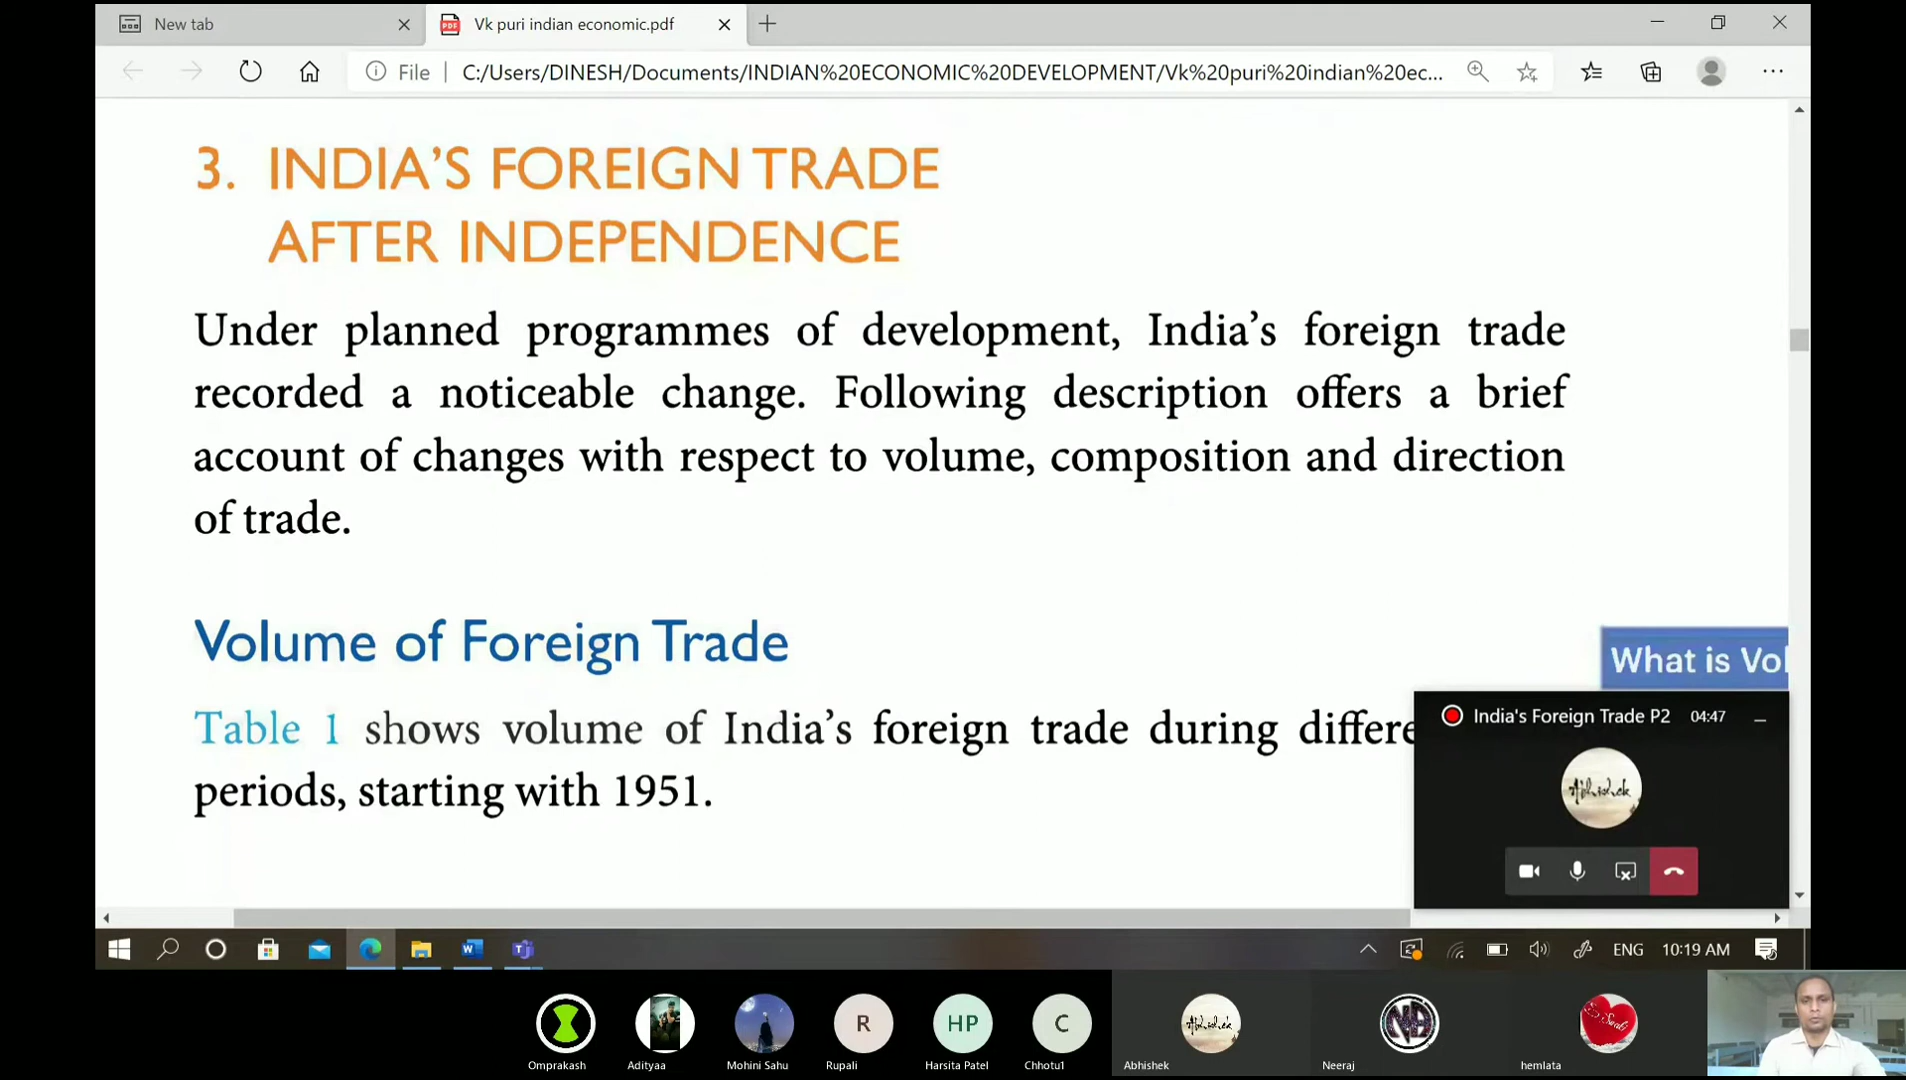 New tab
Vk puri indian economic.pdf
File
C:/Users/DINESH/Documents/INDIAN%20ECONOMIC%20DEVELOPMENT/Vk%20puri%20indian%20ec...
3. INDIA'S FOREIGN TRADE
AFTER INDEPENDENCE
Under planned programmes of development, India's foreign trade
recorded a noticeable change. Following description offers a brief
account of changes with respect to volume, composition and direction
of trade.
Volume of Foreign Trade
What is Vol
Table 1 shows volume of India's foreign trade during differe
periods, starting with 1951.
India's Foreign Trade P2 04:47
Abhishek
ENG 10:19 AM
R
HP
C
Abhishek
Omprakash
Adityaa
Mohini Sahu
Rupali
Harsita Patel
Chhotu1
Abhishek
Neeraj
hemlata